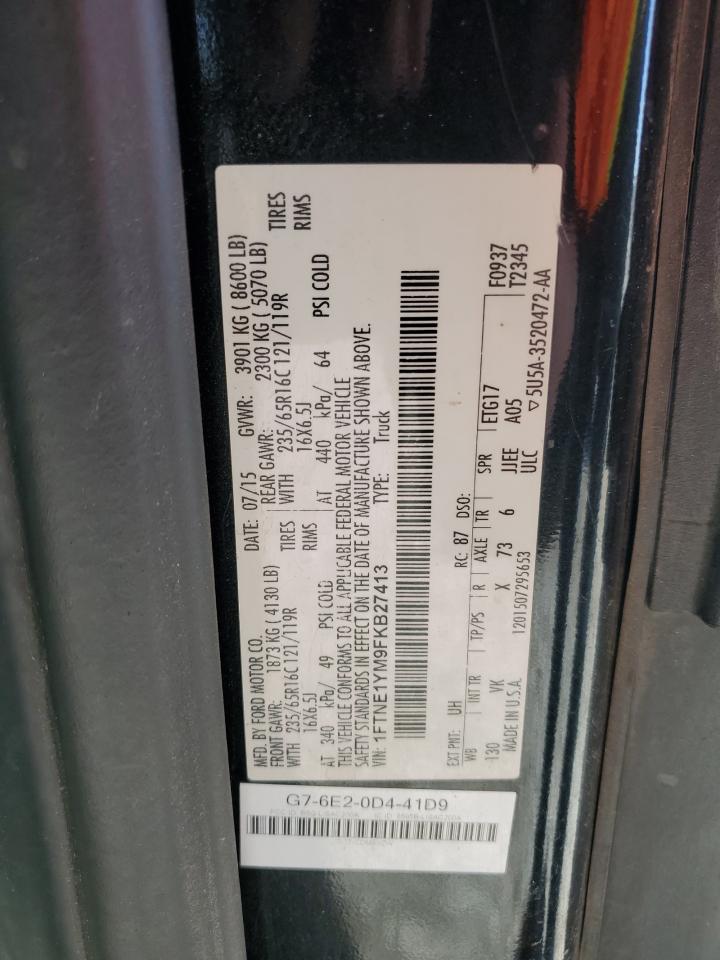 MFD. BY FORD MOTOR CO.
DATE: 07/15 GVWR: 3901 KG ( 8600 LB)
FRONT GAWR: 1873 KG ( 4130 LB) REAR GAWR: 2300 KG ( 5070 LB)
WITH 235/65R16C 121/119R TIRES WITH 235/65R16C 121/119R TIRES
16X6.5J RIMS 16X6.5J RIMS
AT 340 kPa/ 49 PSI COLD AT 440 kPa/ 64 PSI COLD
THIS VEHICLE CONFORMS TO ALL APPLICABLE FEDERAL MOTOR VEHICLE
SAFETY STANDARDS IN EFFECT ON THE DATE OF MANUFACTURE SHOWN ABOVE.
VIN: 1FTNE1YM9FKB27413 TYPE: Truck
EXT PNT: UH RC: 87 DSO: F0937
WB INT TR TP/PS R AXLE TR SPR ETG17 T2345
130 VK X 73 6 JJEE A05
MADE IN U.S.A. 1201507295653 ULC ▽5U5A-3520472-AA
G7-6E2-0D4-41D9